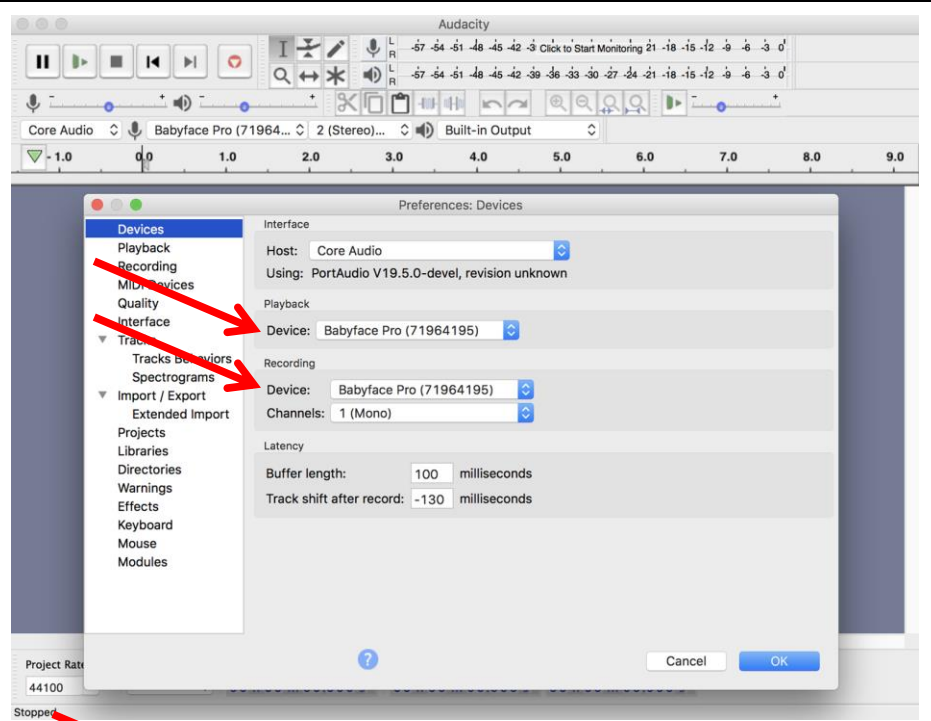 Audacity
L
R
-57 -54 -51 -48 -45 -42 -3 Click to Start Monitoring 21 -18 -15 -12 -9 -6 -3 0
L
R
-57 -54 -51 -48 -45 -42 -39 -36 -33 -30 -27 -24 -21 -18 -15 -12 -9 -6 -3 0
- + - + - +
Core Audio Babyface Pro (71964... 2 (Stereo)... Built-in Output
- 1.0 0.0 1.0 2.0 3.0 4.0 5.0 6.0 7.0 8.0 9.0
Preferences: Devices
Devices
Playback
Recording
MIDI Devices
Quality
Interface
Tracks
Tracks Behaviors
Spectrograms
Import / Export
Extended Import
Projects
Libraries
Directories
Warnings
Effects
Keyboard
Mouse
Modules
Interface
Host: Core Audio
Using: PortAudio V19.5.0-devel, revision unknown
Playback
Device: Babyface Pro (71964195)
Recording
Device: Babyface Pro (71964195)
Channels: 1 (Mono)
Latency
Buffer length: 100 milliseconds
Track shift after record: -130 milliseconds
? Cancel OK
Project Rate
44100
Stopped